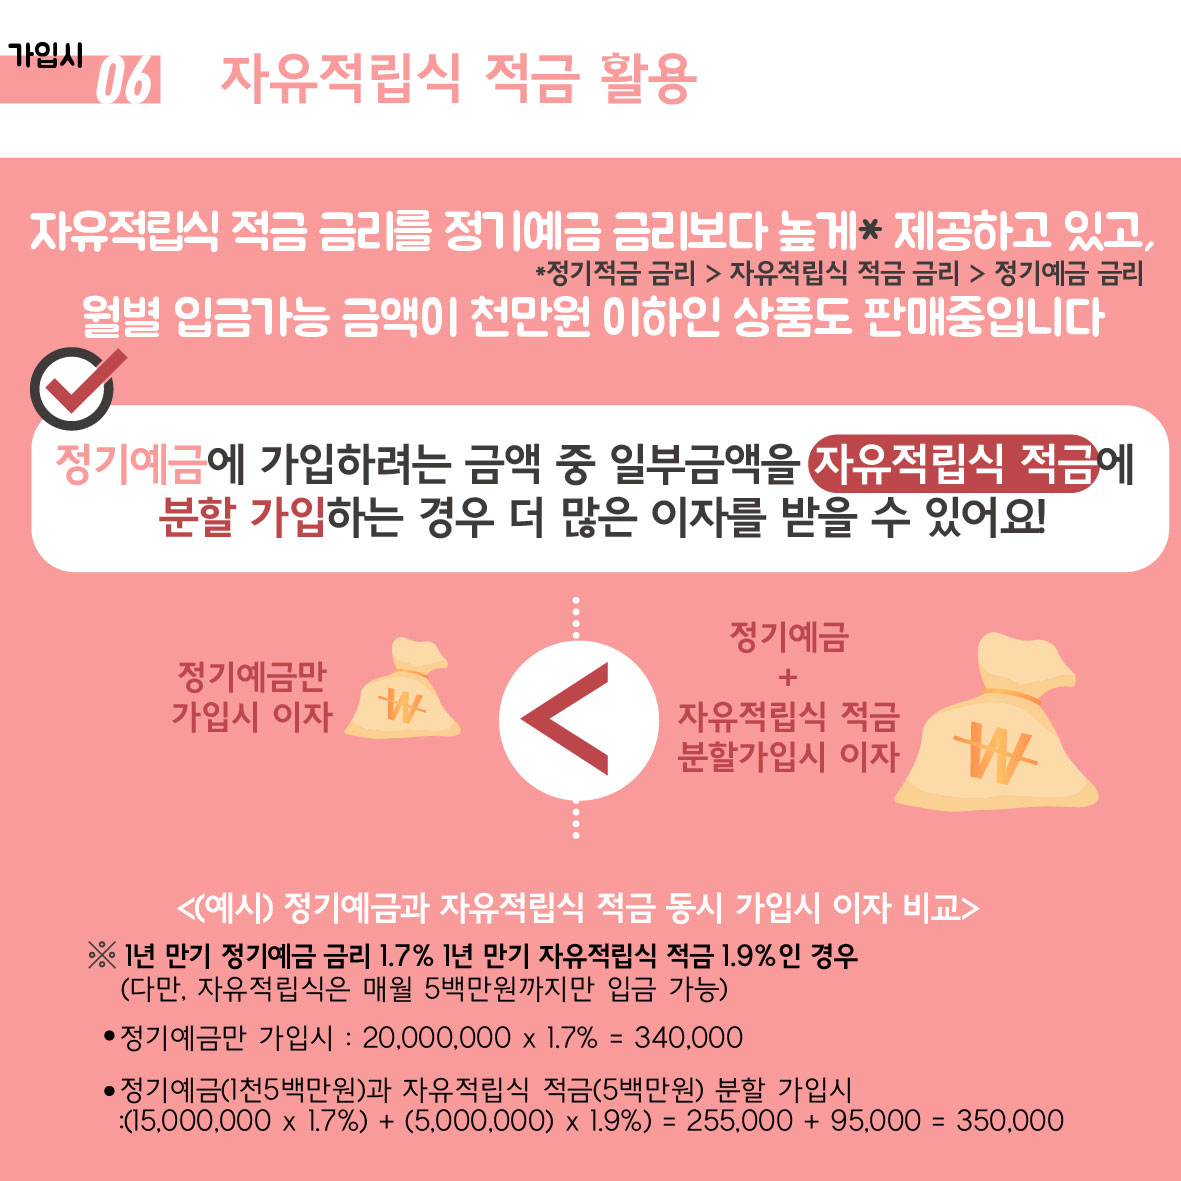 가입시
06
자유적립식 적금 활용
자유적립식 적금 금리를 정기예금 금리보다 높게* 제공하고 있고,
*정기적금 금리 > 자유적립식 적금 금리 > 정기예금 금리
월별 입금가능 금액이 천만원 이하인 상품도 판매중입니다
정기예금에 가입하려는 금액 중 일부금액을 자유적립식 적금에
분할 가입하는 경우 더 많은 이자를 받을 수 있어요!
정기예금만
가입시 이자
W
<
정기예금
+
자유적립식 적금
분할가입시 이자
W
<(예시) 정기예금과 자유적립식 적금 동시 가입시 이자 비교>
※ 1년 만기 정기예금 금리 1.7% 1년 만기 자유적립식 적금 1.9%인 경우
(다만, 자유적립식은 매월 5백만원까지만 입금 가능)
• 정기예금만 가입시 : 20,000,000 x 1.7% = 340,000
• 정기예금(1천5백만원)과 자유적립식 적금(5백만원) 분할 가입시
:(15,000,000 x 1.7%) + (5,000,000) x 1.9%) = 255,000 + 95,000 = 350,000